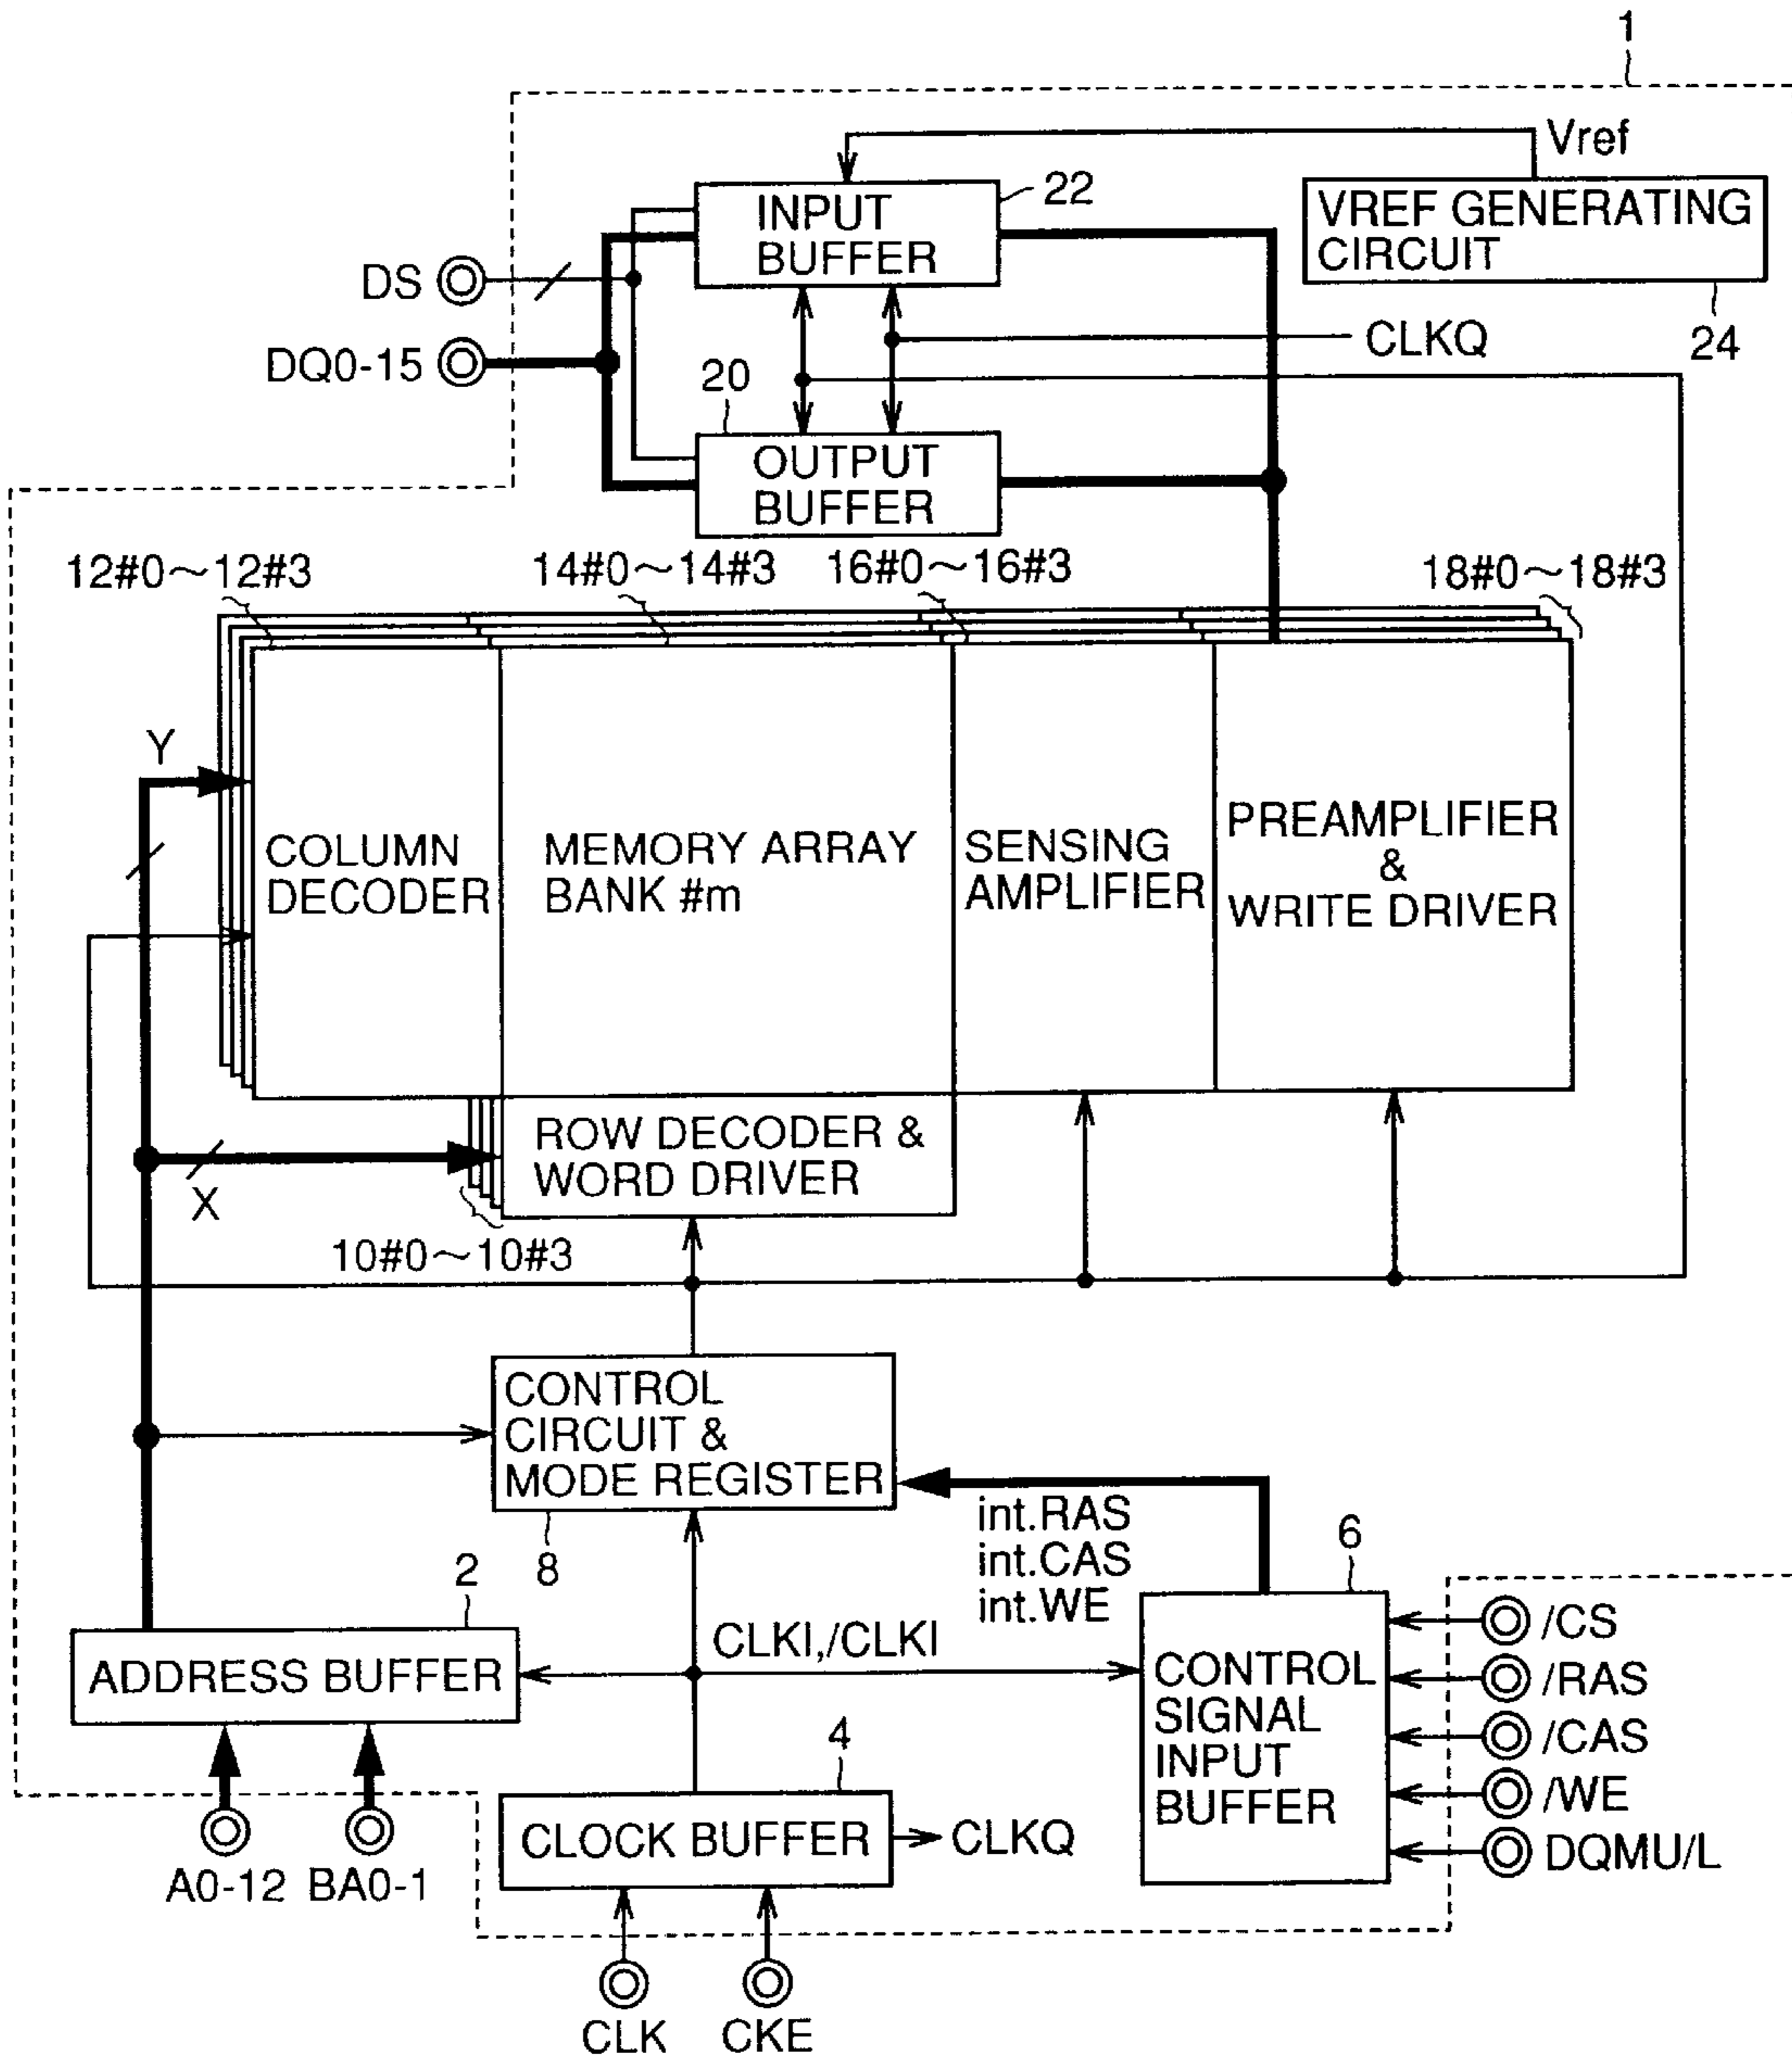 1
Vref
INPUT
BUFFER
22
VREF GENERATING
CIRCUIT
24
DS
DQ0-15
CLKQ
20
OUTPUT
BUFFER
12#0~12#3
14#0~14#3
16#0~16#3
18#0~18#3
Y
COLUMN
DECODER
MEMORY ARRAY
BANK #m
SENSING
AMPLIFIER
PREAMPLIFIER
&
WRITE DRIVER
ROW DECODER &
WORD DRIVER
X
10#0~10#3
CONTROL
CIRCUIT &
MODE REGISTER
8
int.RAS
int.CAS
int.WE
6
2
ADDRESS BUFFER
CLKI,/CLKI
CONTROL
SIGNAL
INPUT
BUFFER
/CS
/RAS
/CAS
/WE
DQMU/L
4
CLOCK BUFFER
CLKQ
A0-12
BA0-1
CLK
CKE